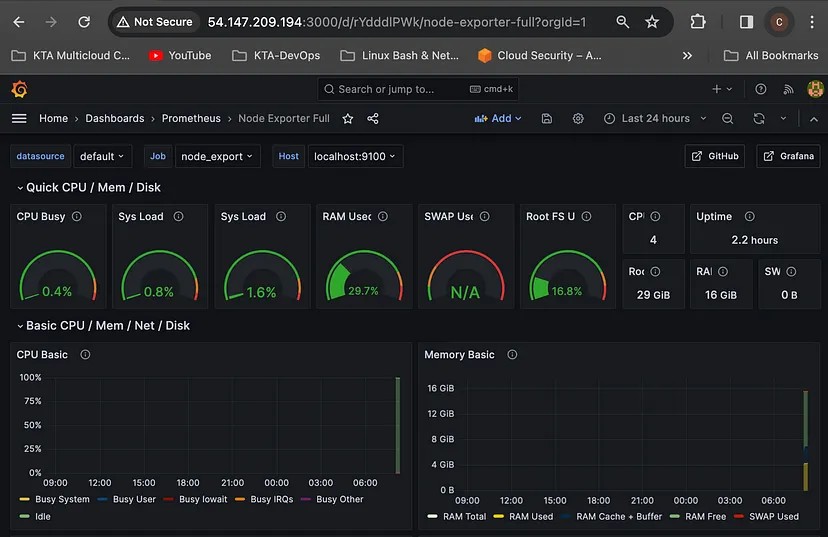 Not Secure 54.147.209.194:3000/d/rYdddlPWk/node-exporter-full?orgId=1
C
KTA Multicloud C... YouTube KTA-DevOps Linux Bash & Net... Cloud Security – A... » All Bookmarks
Search or jump to... cmd+k
Home › Dashboards › Prometheus › Node Exporter Full Add Last 24 hours
datasource default Job node_export Host localhost:9100 GitHub Grafana
Quick CPU / Mem / Disk
CPU Busy Sys Load Sys Load RAM Used SWAP Us Root FS U CP Uptime
4 2.2 hours
Roo RA SW
0.4% 0.8% 1.6% 29.7% N/A 16.8% 29 GiB 16 GiB 0 B
Basic CPU / Mem / Net / Disk
CPU Basic
100%
75%
50%
25%
0%
09:00 12:00 15:00 18:00 21:00 00:00 03:00 06:00
Busy System Busy User Busy Iowait Busy IRQs Busy Other
Idle
Memory Basic
16 GiB
12 GiB
8 GiB
4 GiB
0 B
09:00 12:00 15:00 18:00 21:00 00:00 03:00 06:00
RAM Total RAM Used RAM Cache + Buffer RAM Free SWAP Used